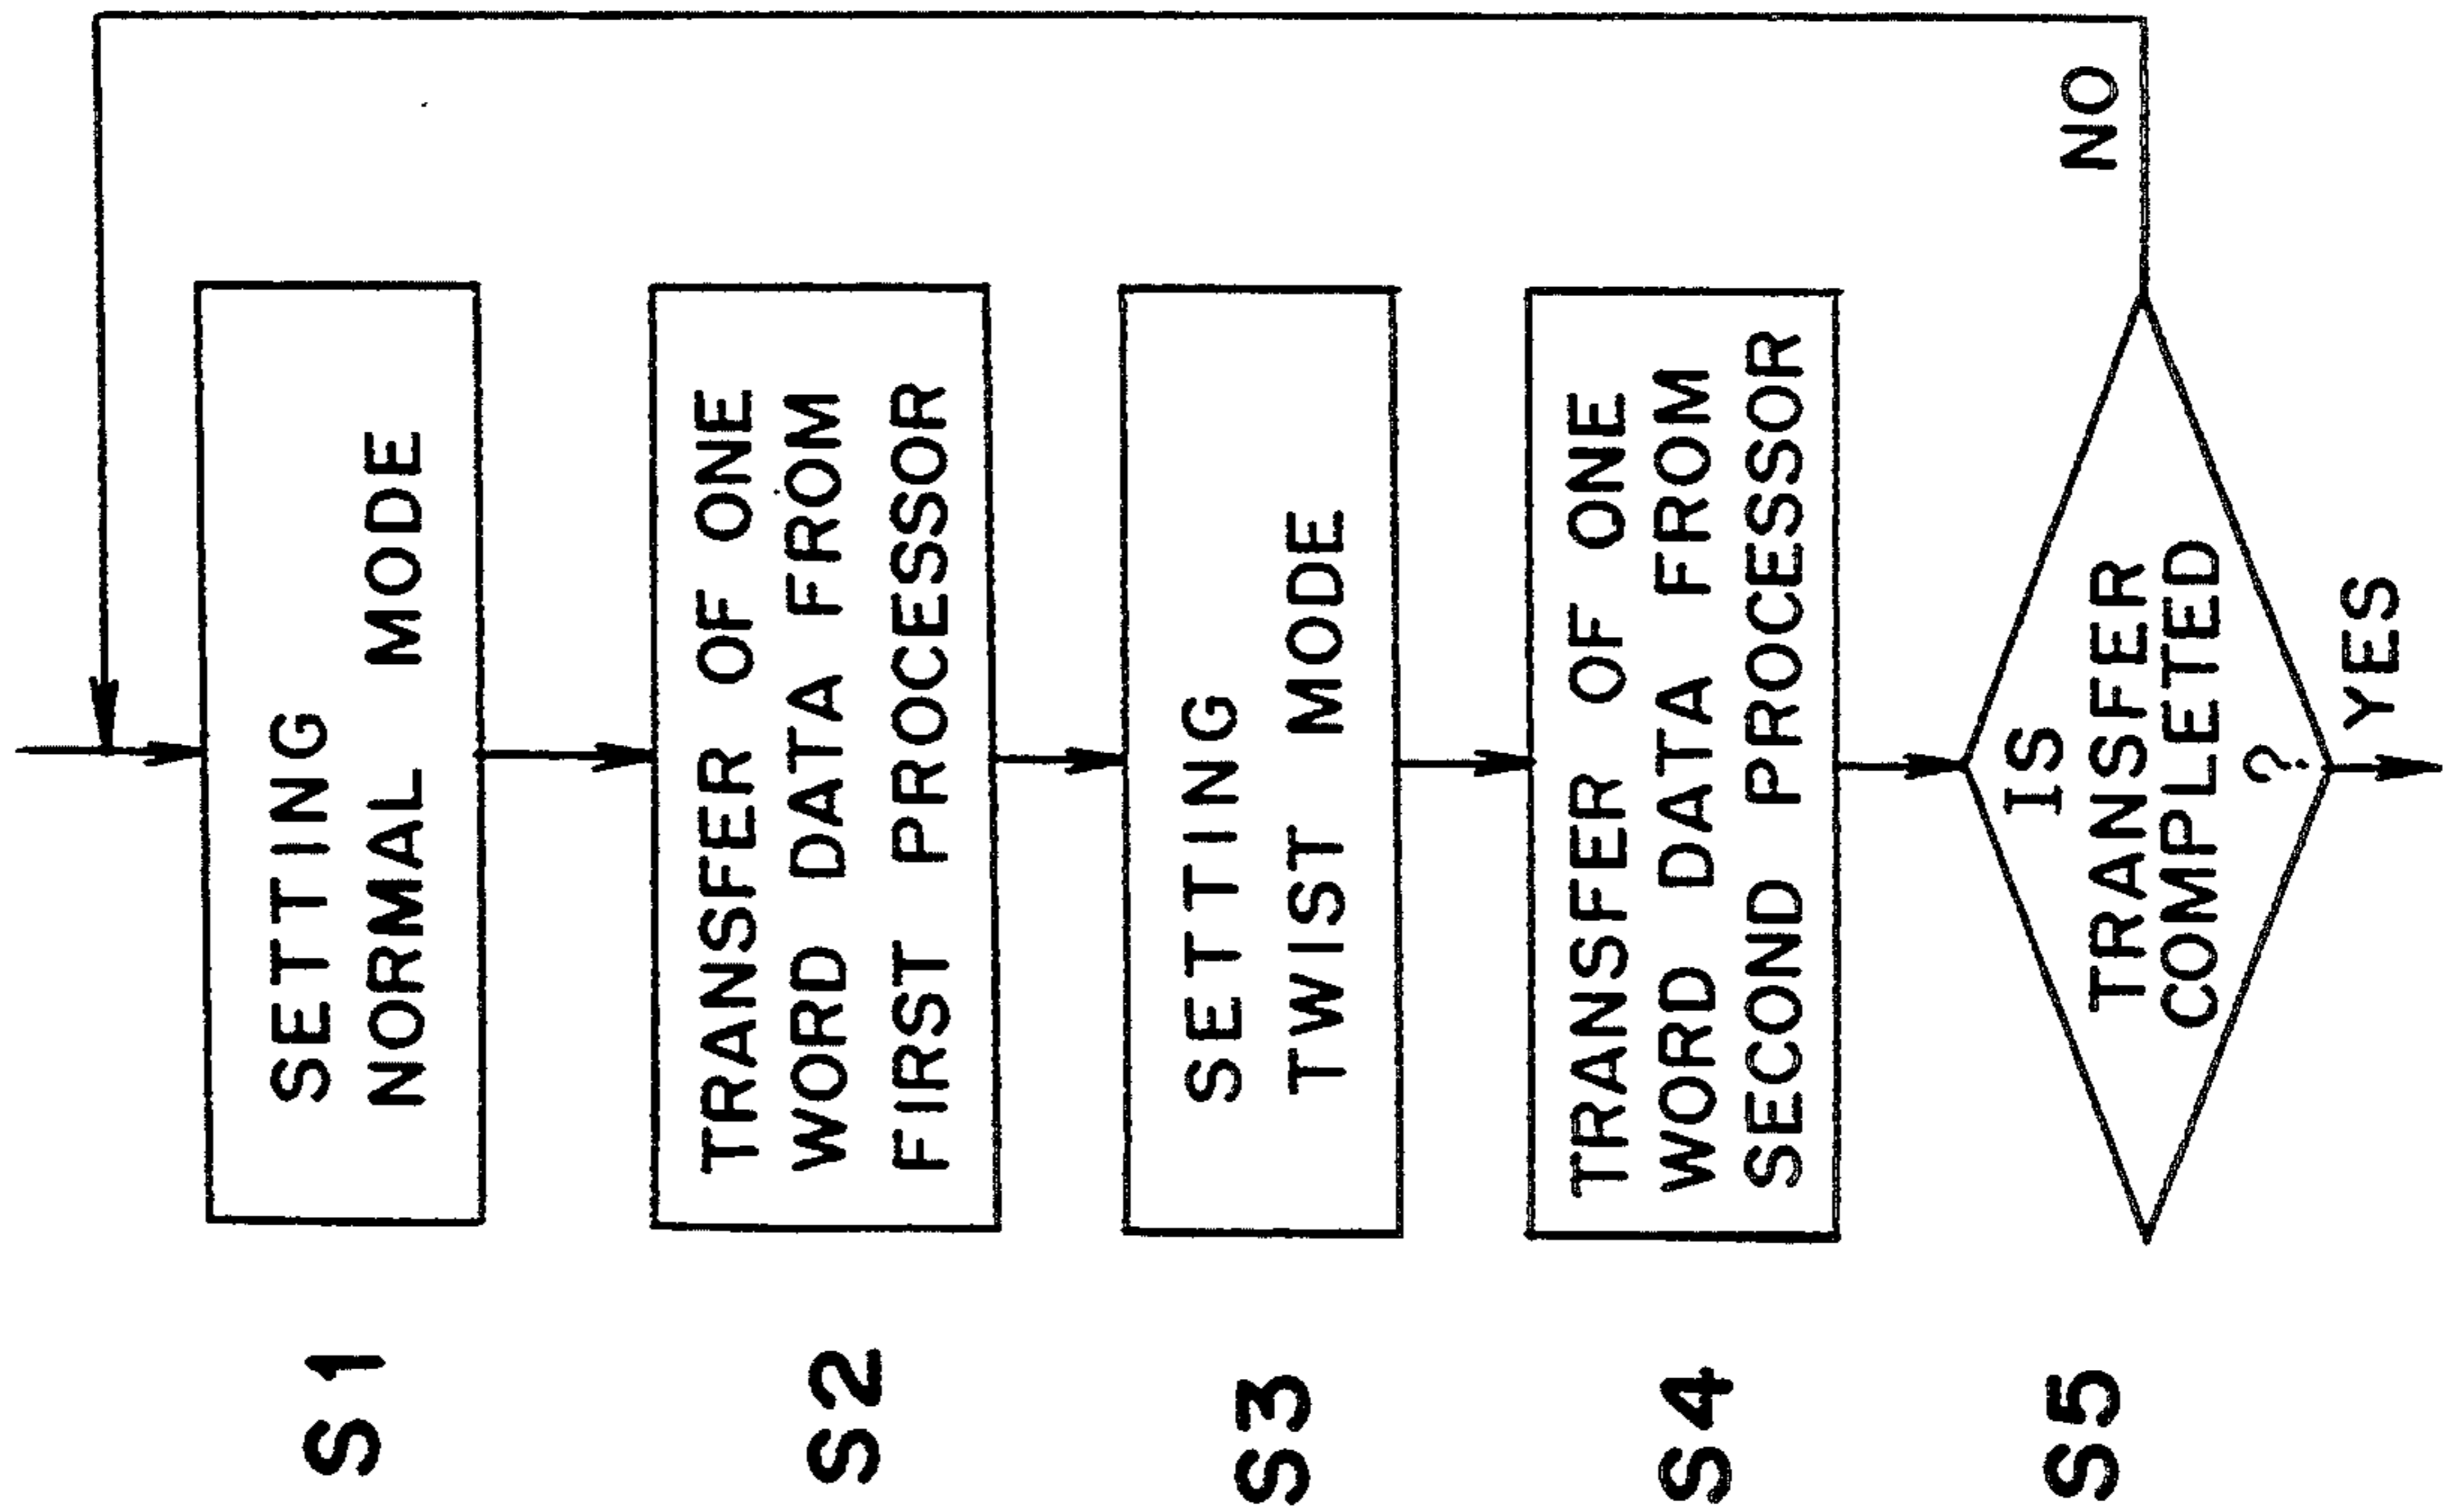 S1
SETTING
NORMAL MODE
S2
TRANSFER OF ONE
WORD DATA FROM
FIRST PROCESSOR
S3
SETTING
TWIST MODE
S4
TRANSFER OF ONE
WORD DATA FROM
SECOND PROCESSOR
S5
IS
TRANSFER
COMPLETED
?
NO
YES